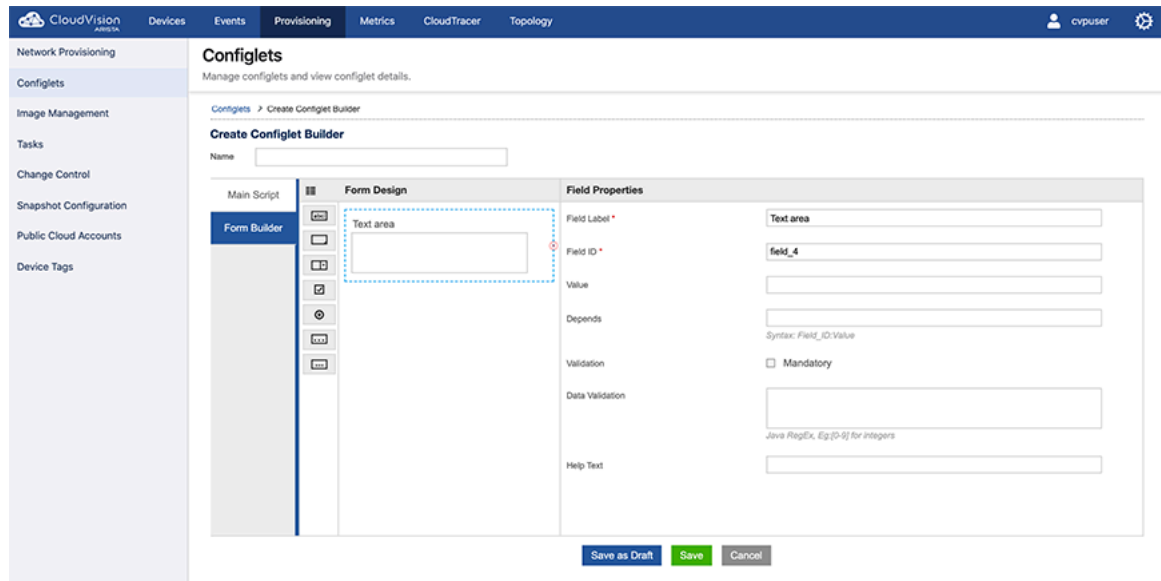 CloudVision
ARISTA
Devices
Events
Provisioning
Metrics
CloudTracer
Topology
cvpuser
Network Provisioning
Configlets
Image Management
Tasks
Change Control
Snapshot Configuration
Public Cloud Accounts
Device Tags
Configlets
Manage configlets and view configlet details.
Configlets > Create Configlet Builder
Create Configlet Builder
Name
Main Script
Form Builder
Form Design
Text area
Field Properties
Field Label *
Text area
Field ID *
field_4
Value
Depends
Syntax: Field_ID:Value
Validation
Mandatory
Data Validation
Java RegEx, Eg:[0-9] for integers
Help Text
Save as Draft
Save
Cancel